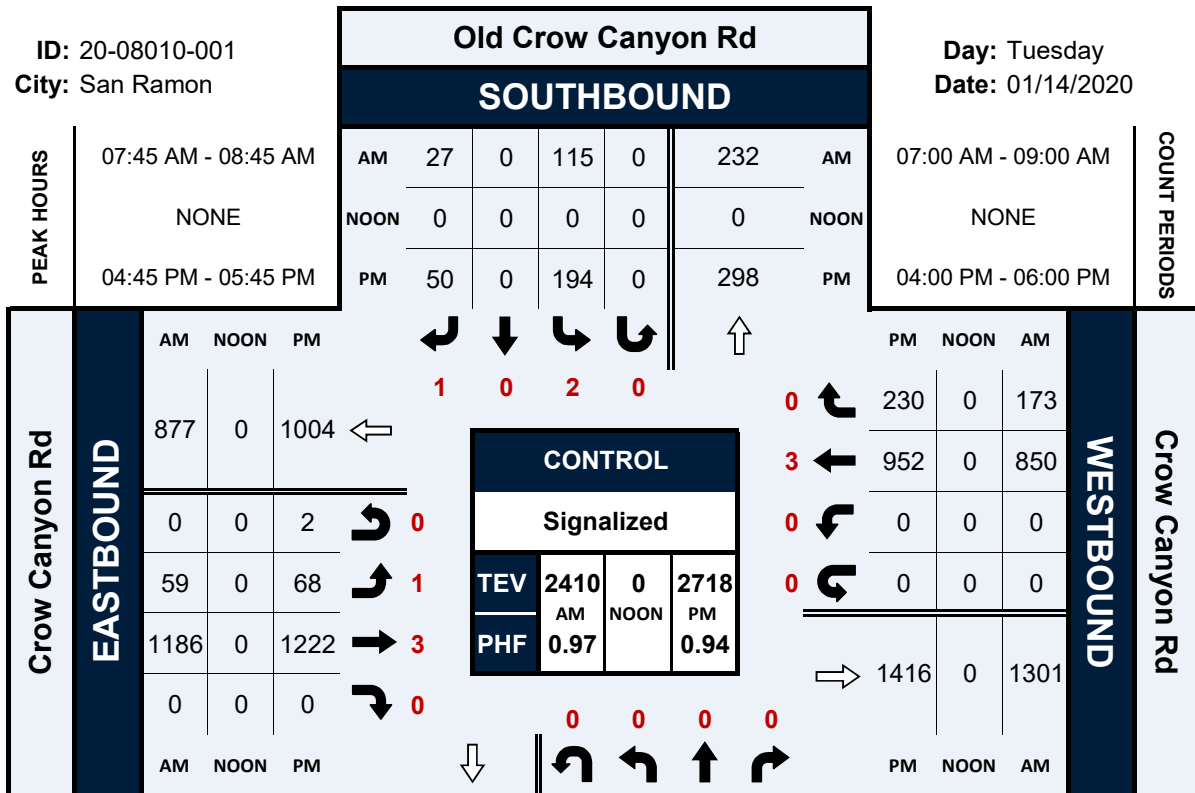 ID: 20-08010-001
City: San Ramon
Old Crow Canyon Rd
SOUTHBOUND
Day: Tuesday
Date: 01/14/2020
PEAK HOURS
07:45 AM - 08:45 AM
NONE
04:45 PM - 05:45 PM
AM 27 0 115 0 232 AM
NOON 0 0 0 0 0 NOON
PM 50 0 194 0 298 PM
07:00 AM - 09:00 AM
NONE
04:00 PM - 06:00 PM
COUNT PERIODS
1 0 2 0
Crow Canyon Rd
EASTBOUND
AM NOON PM
877 0 1004
0 0 2 0
59 0 68 1
1186 0 1222 3
0 0 0 0
AM NOON PM
CONTROL
Signalized
TEV 2410 0 2718
AM NOON PM
PHF 0.97 0.94
PM NOON AM
0 230 0 173
3 952 0 850
0 0 0 0
0 0 0 0
1416 0 1301
PM NOON AM
WESTBOUND
Crow Canyon Rd
0 0 0 0